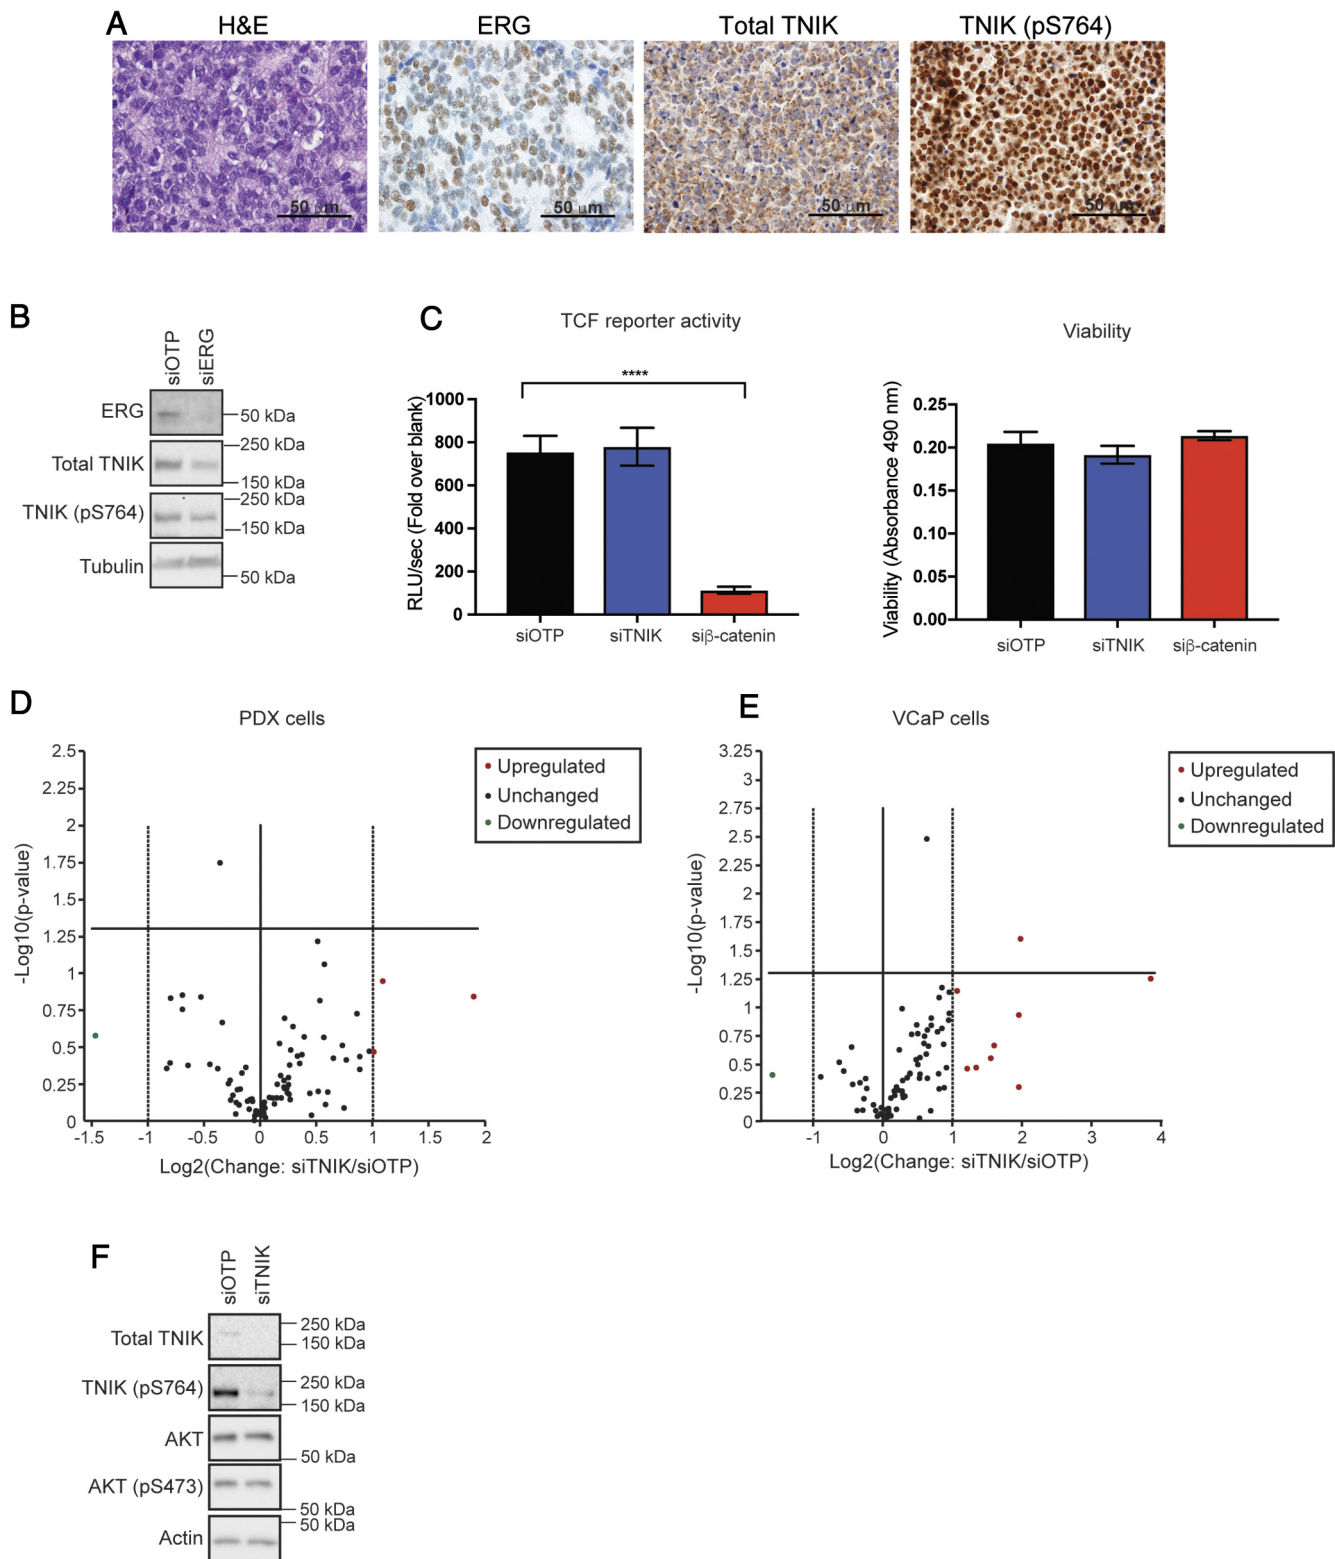 A
H&E
ERG
Total TNIK
TNIK (pS764)
50 μm
50 μm
50 μm
50 μm
B
siOTP
siERG
ERG
50 kDa
250 kDa
Total TNIK
150 kDa
250 kDa
TNIK (pS764)
150 kDa
Tubulin
50 kDa
C
TCF reporter activity
****
RLU/sec (Fold over blank)
1000
800
600
400
200
0
siOTP
siTNIK
siβ-catenin
Viability
Viability (Absorbance 490 nm)
0.25
0.20
0.15
0.10
0.05
0.00
siOTP
siTNIK
siβ-catenin
D
PDX cells
-Log10(p-value)
2.5
2.25
2
1.75
1.5
1.25
1
0.75
0.5
0.25
0
-1.5
-1
-0.5
0
0.5
1
1.5
2
Log2(Change: siTNIK/siOTP)
Upregulated
Unchanged
Downregulated
E
VCaP cells
-Log10(p-value)
3.25
3
2.75
2.5
2.25
2
1.75
1.5
1.25
1
0.75
0.5
0.25
0
-1
0
1
2
3
4
Log2(Change: siTNIK/siOTP)
Upregulated
Unchanged
Downregulated
F
siOTP
siTNIK
250 kDa
Total TNIK
150 kDa
250 kDa
TNIK (pS764)
150 kDa
AKT
50 kDa
AKT (pS473)
50 kDa
50 kDa
Actin